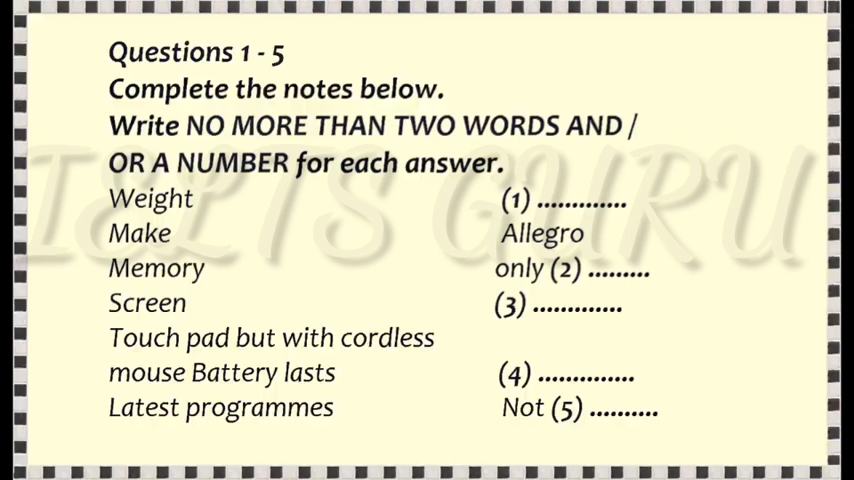 Questions 1 - 5
Complete the notes below.
Write NO MORE THAN TWO WORDS AND /
OR A NUMBER for each answer.
Weight (1) .............
Make Allegro
Memory only (2) .........
Screen (3) .............
Touch pad but with cordless
mouse Battery lasts (4) ..............
Latest programmes Not (5) ..........
IELTS GURU